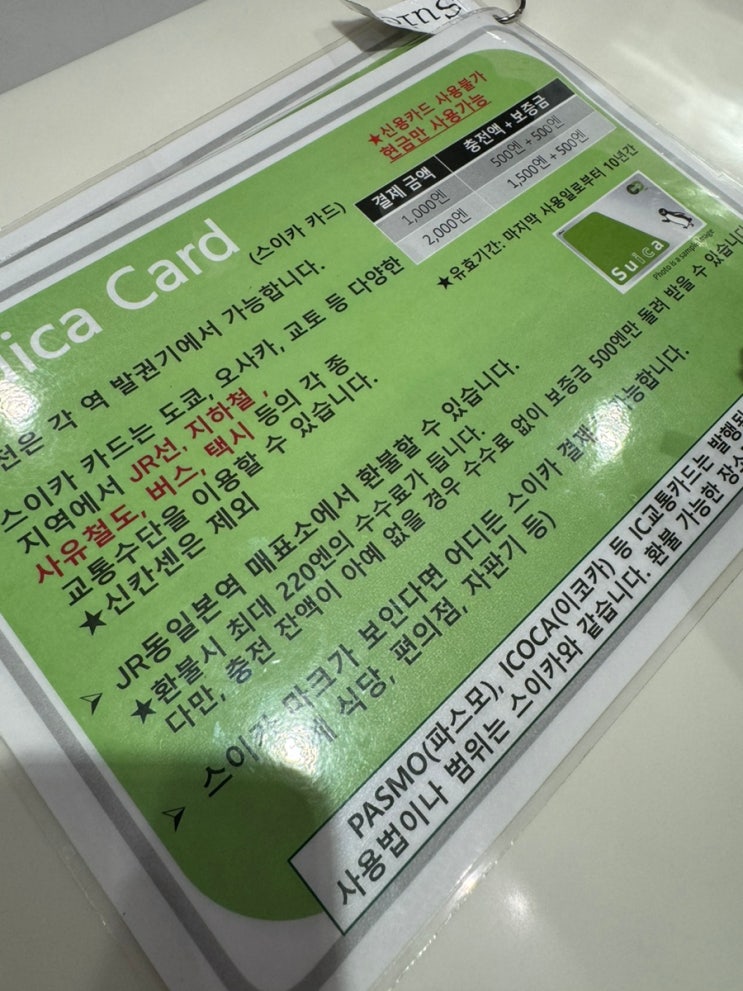 Suica Card (스이카 카드)
★신용카드 사용불가
현금만 사용가능
결제 금액 충전액 + 보증금
1,000엔 500엔 + 500엔
2,000엔 1,500엔 + 500엔
★유효기간: 마지막 사용일로부터 10년간
Suica
Photo is a sample image
각 역 발권기에서 가능합니다.
스이카 카드는 도쿄, 오사카, 교토 등 다양한
지역에서 JR선, 지하철,
사유철도, 버스, 택시 등의 각 종
교통수단을 이용할 수 있습니다.
★신칸센은 제외
➢ JR동일본역 매표소에서 환불할 수 있습니다.
★환불시 최대 220엔의 수수료가 듭니다.
다만, 충전 잔액이 아예 없을 경우 수수료 없이 보증금 500엔만 돌려 받을 수 있습니다
➢ 스이카 마크가 보인다면 어디든 스이카 결제 가능합니다.
식당, 편의점, 자판기 등)
PASMO(파스모), ICOCA(이코카) 등 IC교통카드는
사용법이나 범위는 스이카와 같습니다. 환불 가능한